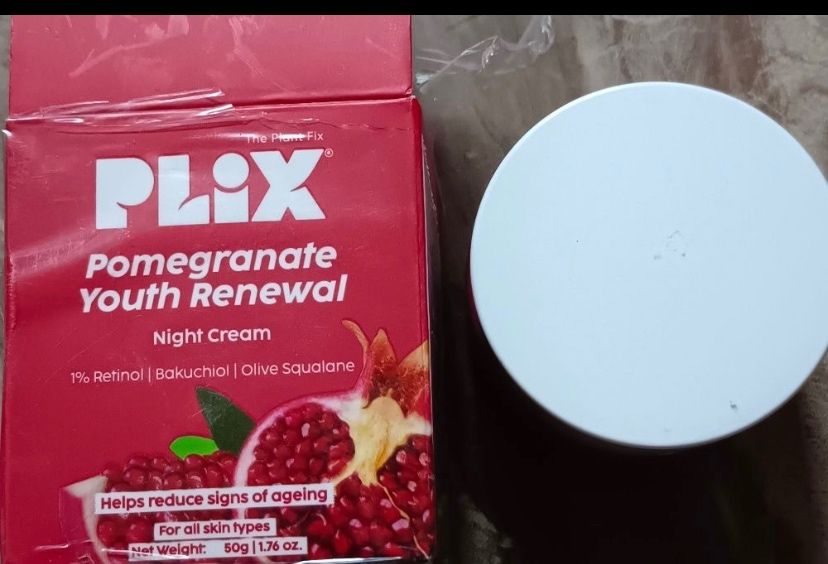 The Plant Fix
PLiX®
Pomegranate
Youth Renewal
Night Cream
1% Retinol | Bakuchiol | Olive Squalane
Helps reduce signs of ageing
For all skin types
Net Weight: 50g | 1.76 oz.